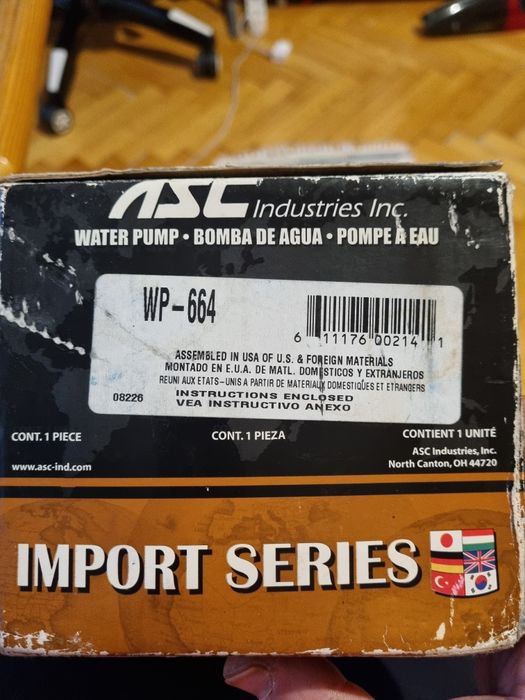 ASC Industries Inc.
WATER PUMP • BOMBA DE AGUA • POMPE À EAU
WP-664
6 11176 00214 1
ASSEMBLED IN USA OF U.S. & FOREIGN MATERIALS
MONTADO EN E.U.A. DE MATL. DOMESTICOS Y EXTRANJEROS
REUNI AUX ETATS-UNIS A PARTIR DE MATERIAUX DOMESTIQUES ET ETRANGERS
08226
INSTRUCTIONS ENCLOSED
VEA INSTRUCTIVO ANEXO
CONT. 1 PIECE
CONT. 1 PIEZA
CONTIENT 1 UNITÉ
www.asc-ind.com
ASC Industries, Inc.
North Canton, OH 44720
IMPORT SERIES